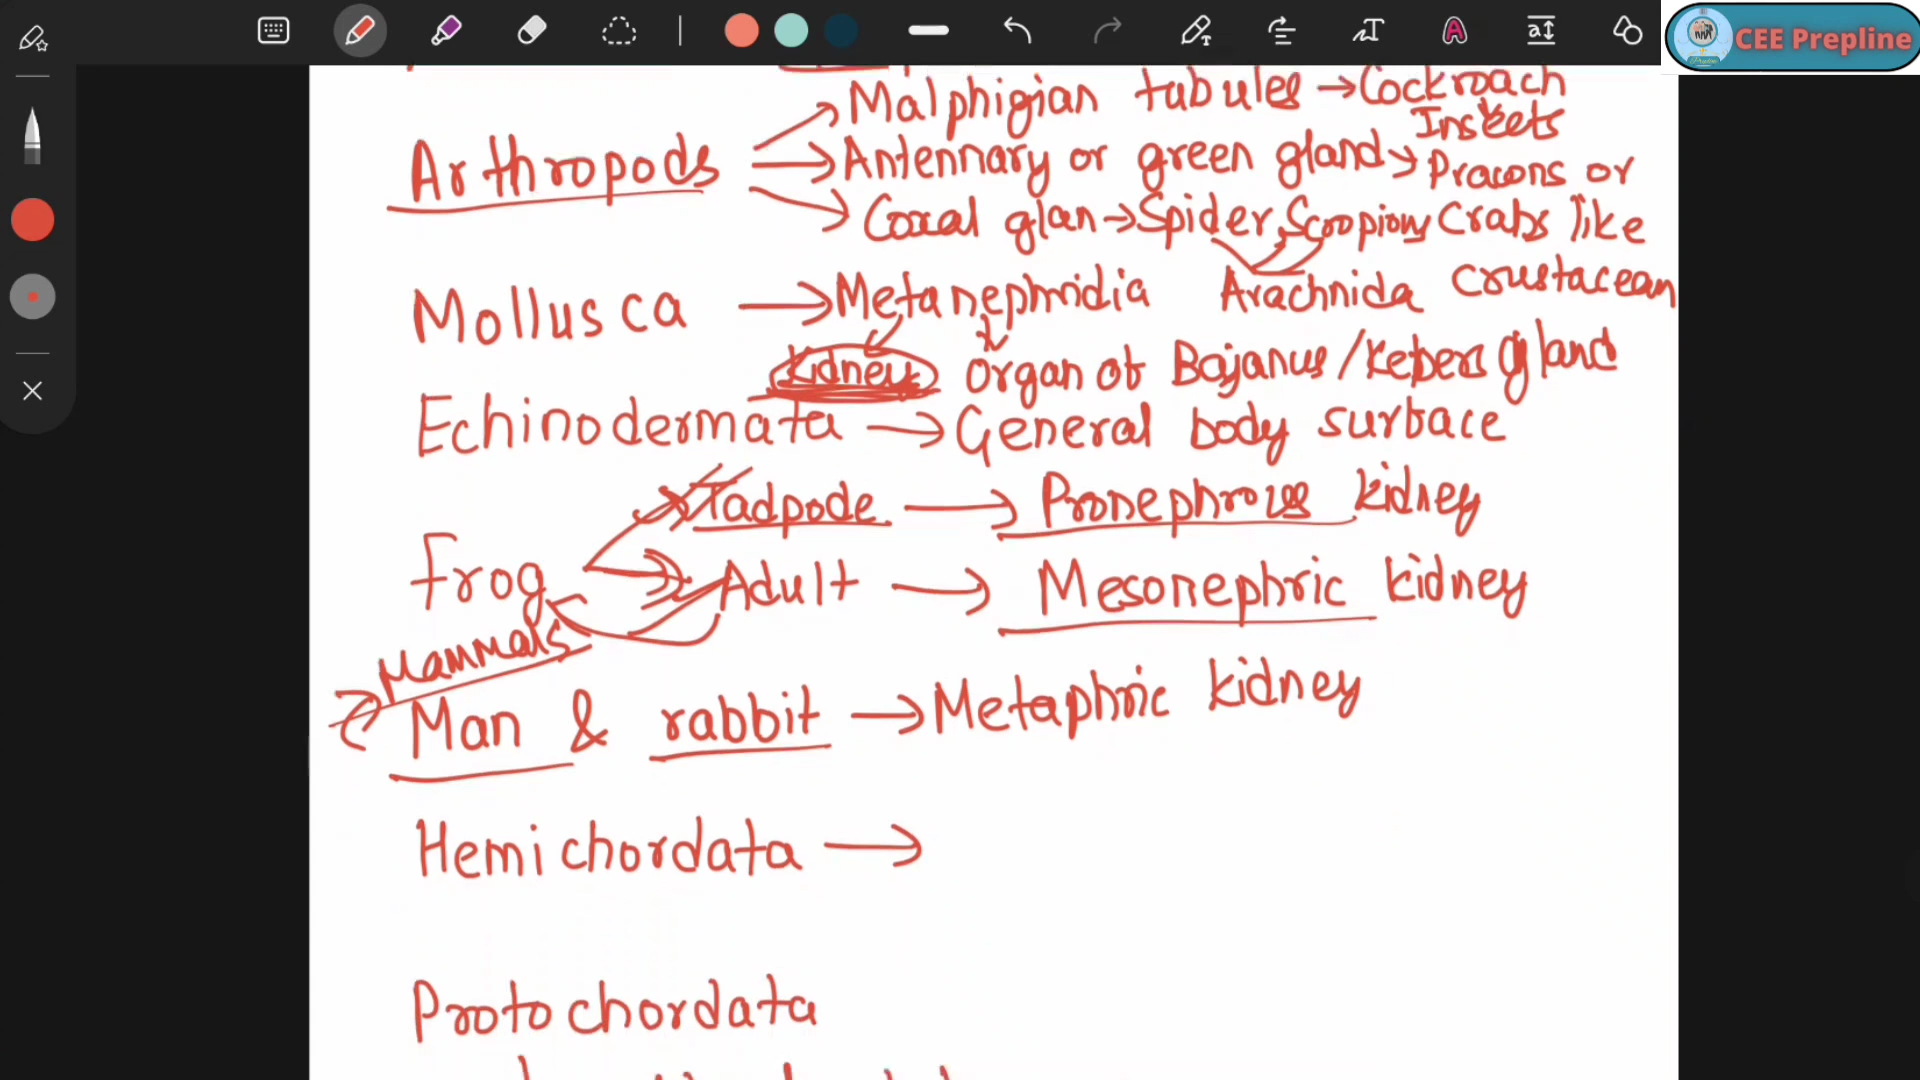 CEE Prepline
Malphigian tubules → Cockroach
Insects
Arthropods → Antennary or green gland → Pracons or
Coxal glan → Spider, Scropions Crabs like
Mollusca → Metanephridia Arachnida crustacean
kidney organ of Bojanus / kebers gland
Echinodermata → General body surface
Tadpode → Pronephrous kidney
Frog → Adult → Mesonephric kidney
Mammals
Man & rabbit → Metaphric kidney
Hemichordata →
Protochordata